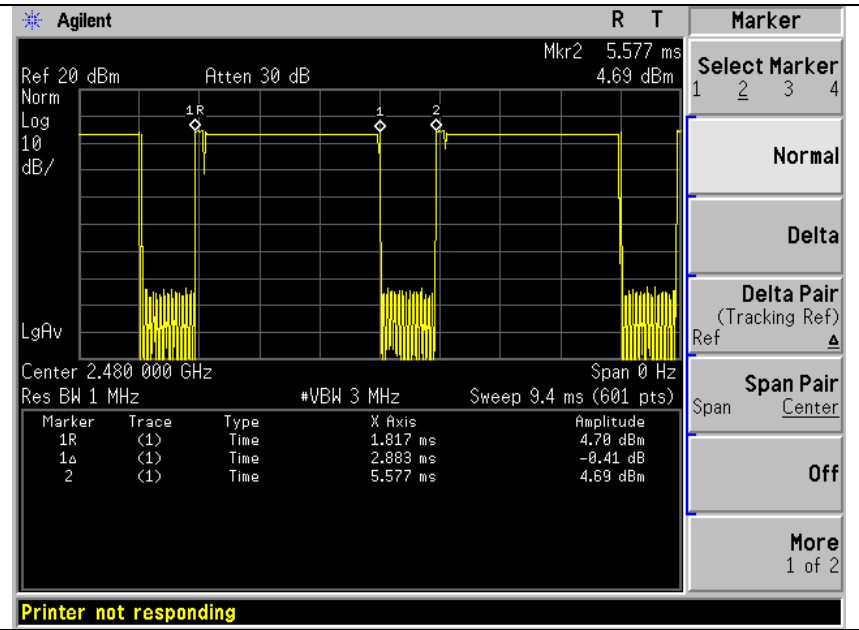 Agilent R T
Mkr2 5.577 ms
Ref 20 dBm Atten 30 dB 4.69 dBm
Norm
Log
10
dB/
1R 1 2
LgAv
Center 2.480 000 GHz Span 0 Hz
Res BW 1 MHz #VBW 3 MHz Sweep 9.4 ms (601 pts)
Marker Trace Type X Axis Amplitude
1R (1) Time 1.817 ms 4.70 dBm
1Δ (1) Time 2.883 ms -0.41 dB
2 (1) Time 5.577 ms 4.69 dBm
Printer not responding
Marker
Select Marker
1 2 3 4
Normal
Delta
Delta Pair
(Tracking Ref)
Ref Δ
Span Pair
Span Center
Off
More
1 of 2